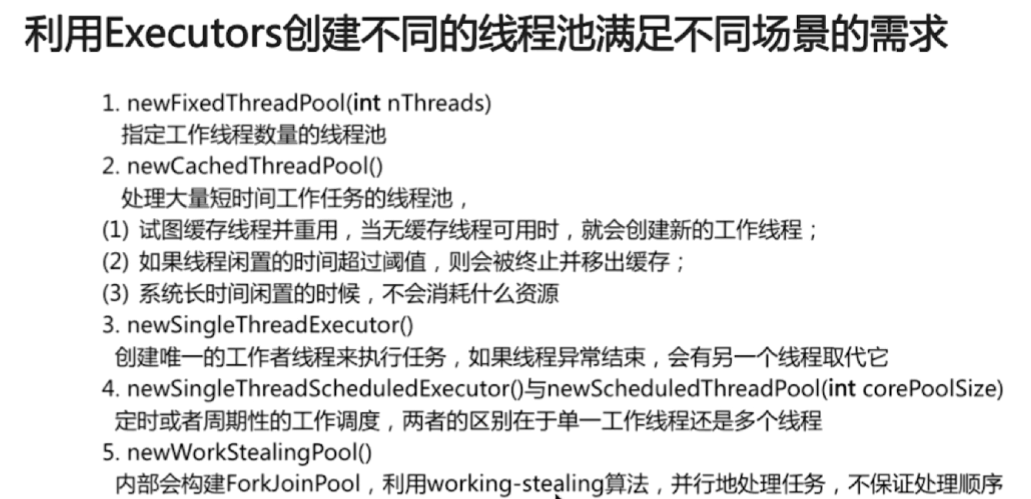 利用Executors创建不同的线程池满足不同场景的需求
1. newFixedThreadPool(int nThreads)
指定工作线程数量的线程池
2. newCachedThreadPool()
处理大量短时间工作任务的线程池，
(1) 试图缓存线程并重用，当无缓存线程可用时，就会创建新的工作线程；
(2) 如果线程闲置的时间超过阈值，则会被终止并移出缓存；
(3) 系统长时间闲置的时候，不会消耗什么资源
3. newSingleThreadExecutor()
创建唯一的工作者线程来执行任务，如果线程异常结束，会有另一个线程取代它
4. newSingleThreadScheduledExecutor()与newScheduledThreadPool(int corePoolSize)
定时或者周期性的工作调度，两者的区别在于单一工作线程还是多个线程
5. newWorkStealingPool()
内部会构建ForkJoinPool，利用working-stealing算法，并行地处理任务，不保证处理顺序